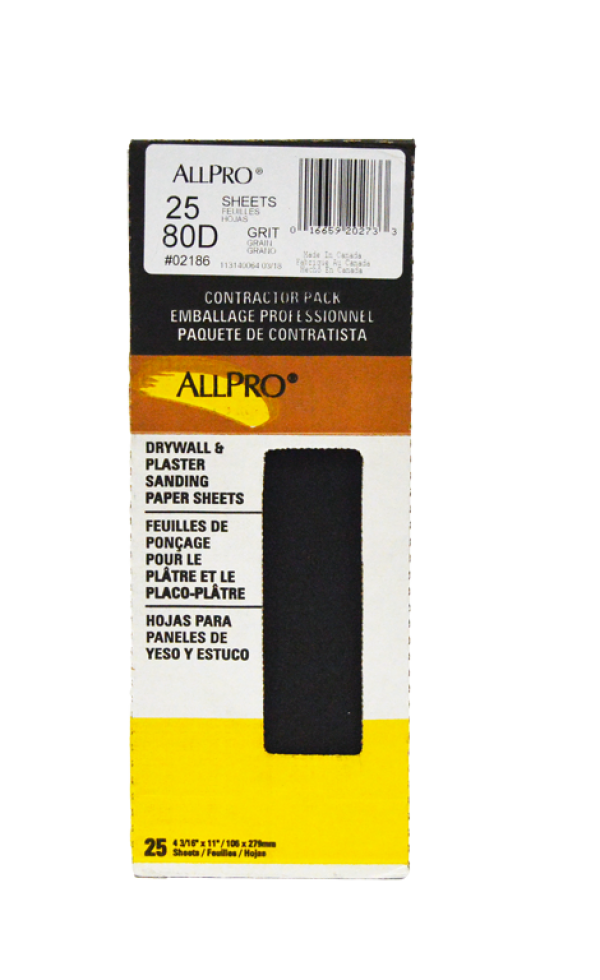 ALLPRO®
25 SHEETS
FEUILLES
HOJAS
80D GRIT
GRAIN
GRANO
#02186
113140064 03/18
0 16659 20273 3
Made In Canada
Fabriqué Au Canada
Hecho En Canada
CONTRACTOR PACK
EMBALLAGE PROFESSIONNEL
PAQUETE DE CONTRATISTA
ALLPRO®
DRYWALL &
PLASTER
SANDING
PAPER SHEETS
FEUILLES DE
PONÇAGE
POUR LE
PLÂTRE ET LE
PLACO-PLÂTRE
HOJAS PARA
PANELES DE
YESO Y ESTUCO
25 4 3/16" x 11" / 106 x 279mm
Sheets / Feuilles / Hojas